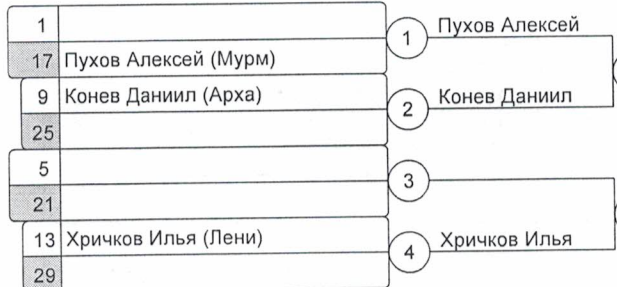 1
17 Пухов Алексей (Мурм)
1 Пухов Алексей
9 Конев Даниил (Арха)
25
2 Конев Даниил
5
21
3
13 Хричков Илья (Лени)
29
4 Хричков Илья